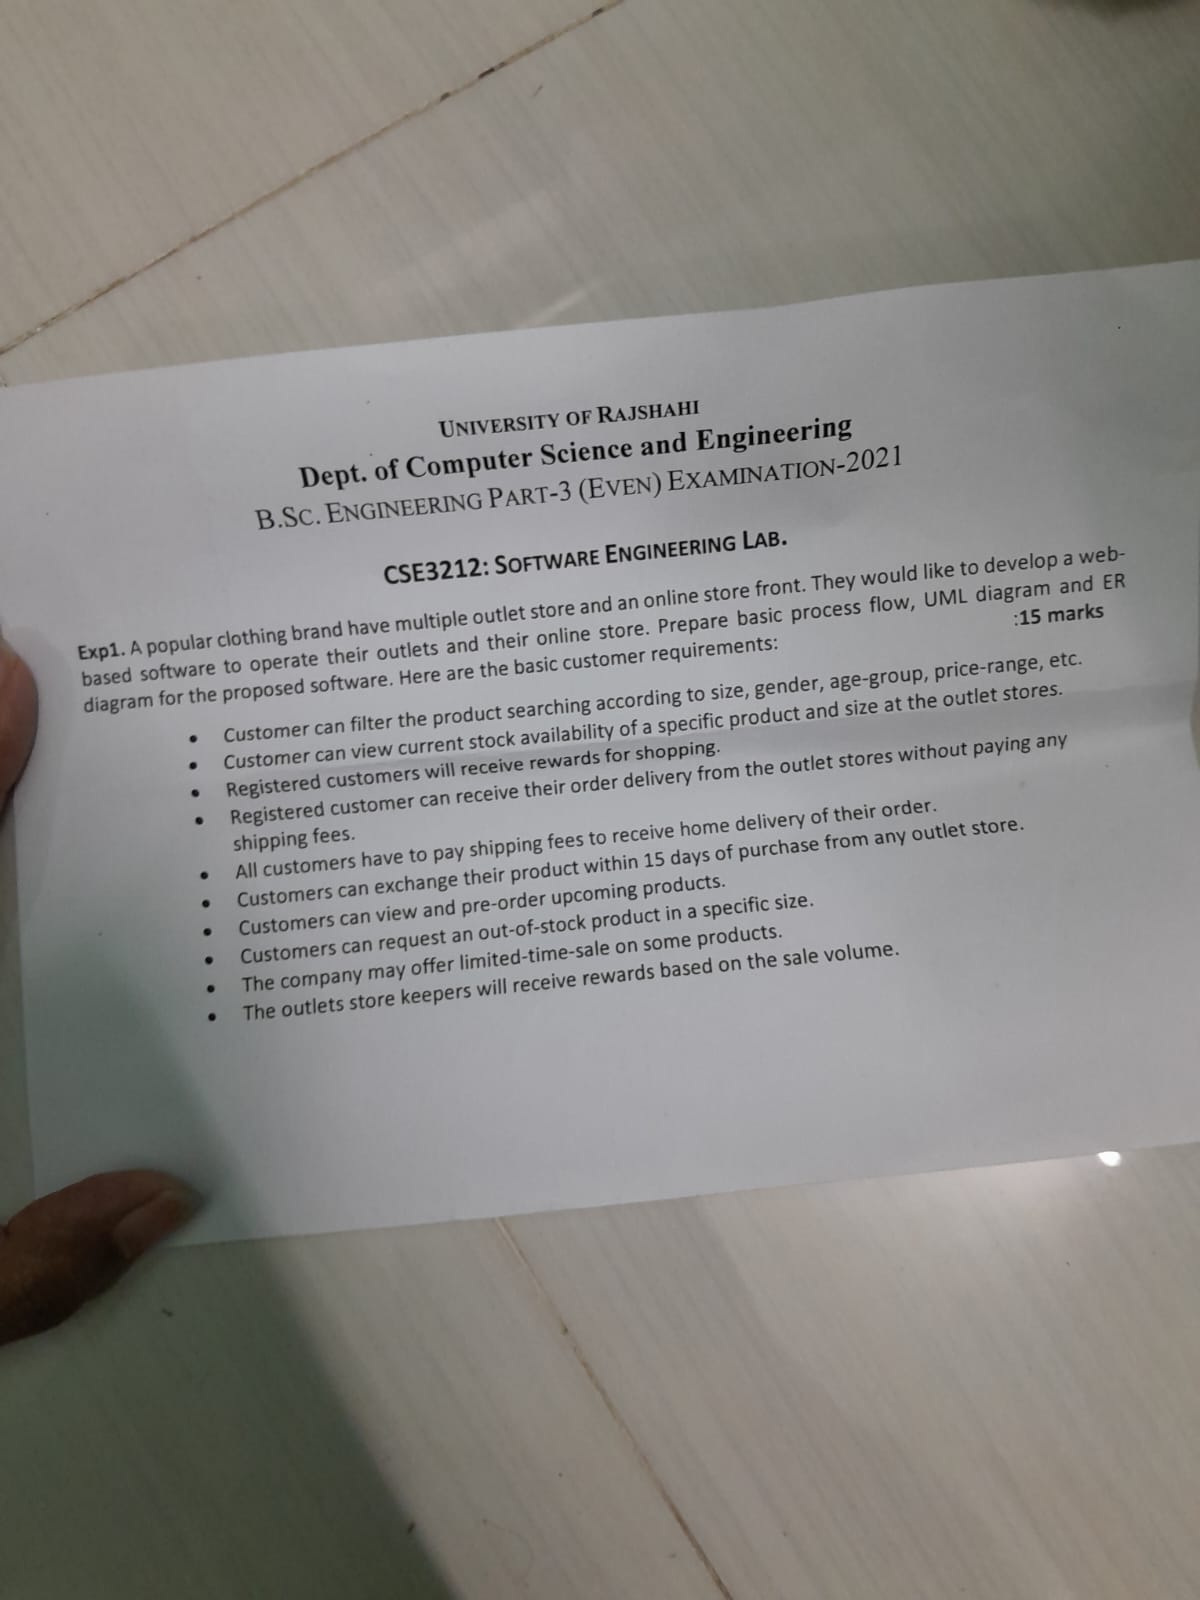 UNIVERSITY OF RAJSHAHI
Dept. of Computer Science and Engineering
B.SC. ENGINEERING PART-3 (EVEN) EXAMINATION-2021
CSE3212: SOFTWARE ENGINEERING LAB.
Exp1. A popular clothing brand have multiple outlet store and an online store front. They would like to develop a web-
based software to operate their outlets and their online store. Prepare basic process flow, UML diagram and ER
diagram for the proposed software. Here are the basic customer requirements: :15 marks
• Customer can filter the product searching according to size, gender, age-group, price-range, etc.
• Customer can view current stock availability of a specific product and size at the outlet stores.
• Registered customers will receive rewards for shopping.
• Registered customer can receive their order delivery from the outlet stores without paying any
shipping fees.
• All customers have to pay shipping fees to receive home delivery of their order.
• Customers can exchange their product within 15 days of purchase from any outlet store.
• Customers can view and pre-order upcoming products.
• Customers can request an out-of-stock product in a specific size.
• The company may offer limited-time-sale on some products.
• The outlets store keepers will receive rewards based on the sale volume.